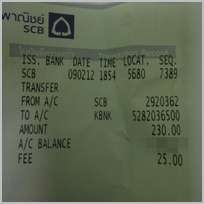 พาณิชย์
SCB
ISS. BANK DATE TIME LOCAT. SEQ.
SCB 090212 1854 5680 7389
TRANSFER
FROM A/C SCB 2920362
TO A/C KBNK 5282036500
AMOUNT 230.00
A/C BALANCE
FEE 25.00